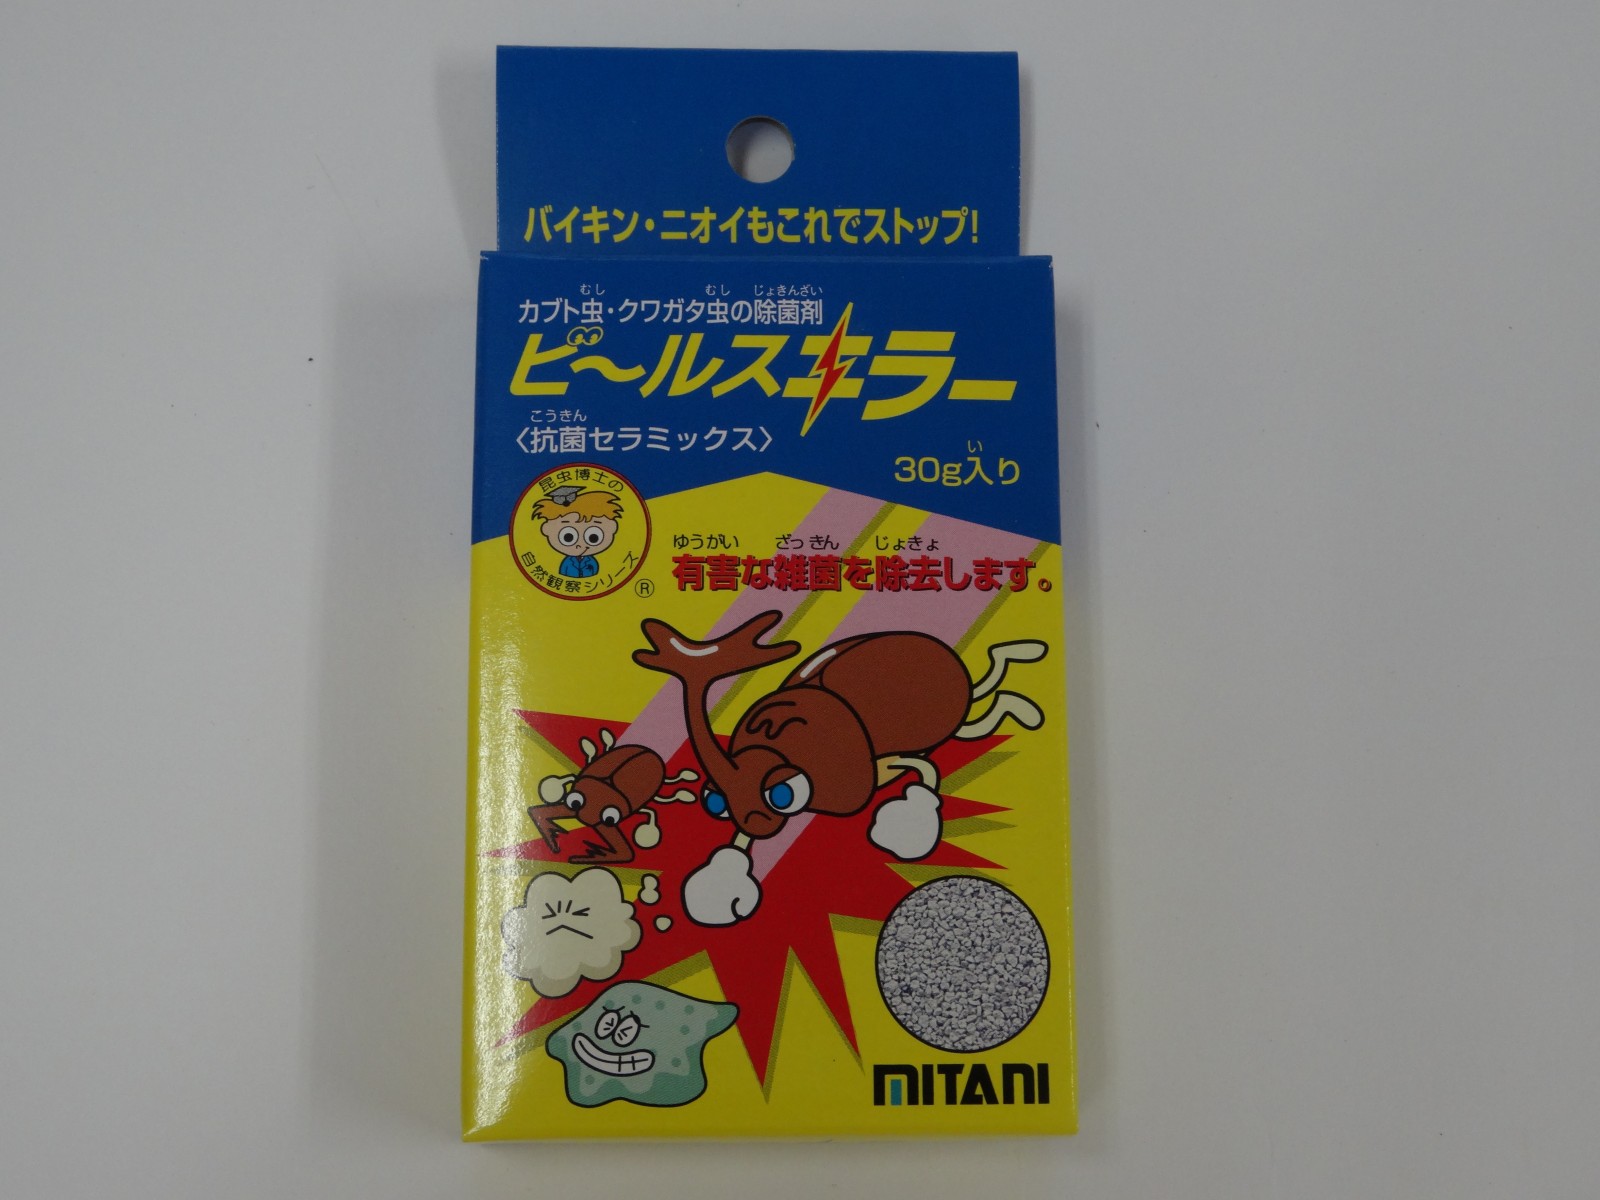 バイキン・ニオイもこれでストップ!
むし むし じょきんざい
カブト虫・クワガタ虫の除菌剤
ビ〜ルスキラー
こうきん
〈抗菌セラミックス〉
い
30g入り
昆虫博士の
自然観察シリーズ
®
ゆうがい ざっきん じょきょ
有害な雑菌を除去します。
MITANI